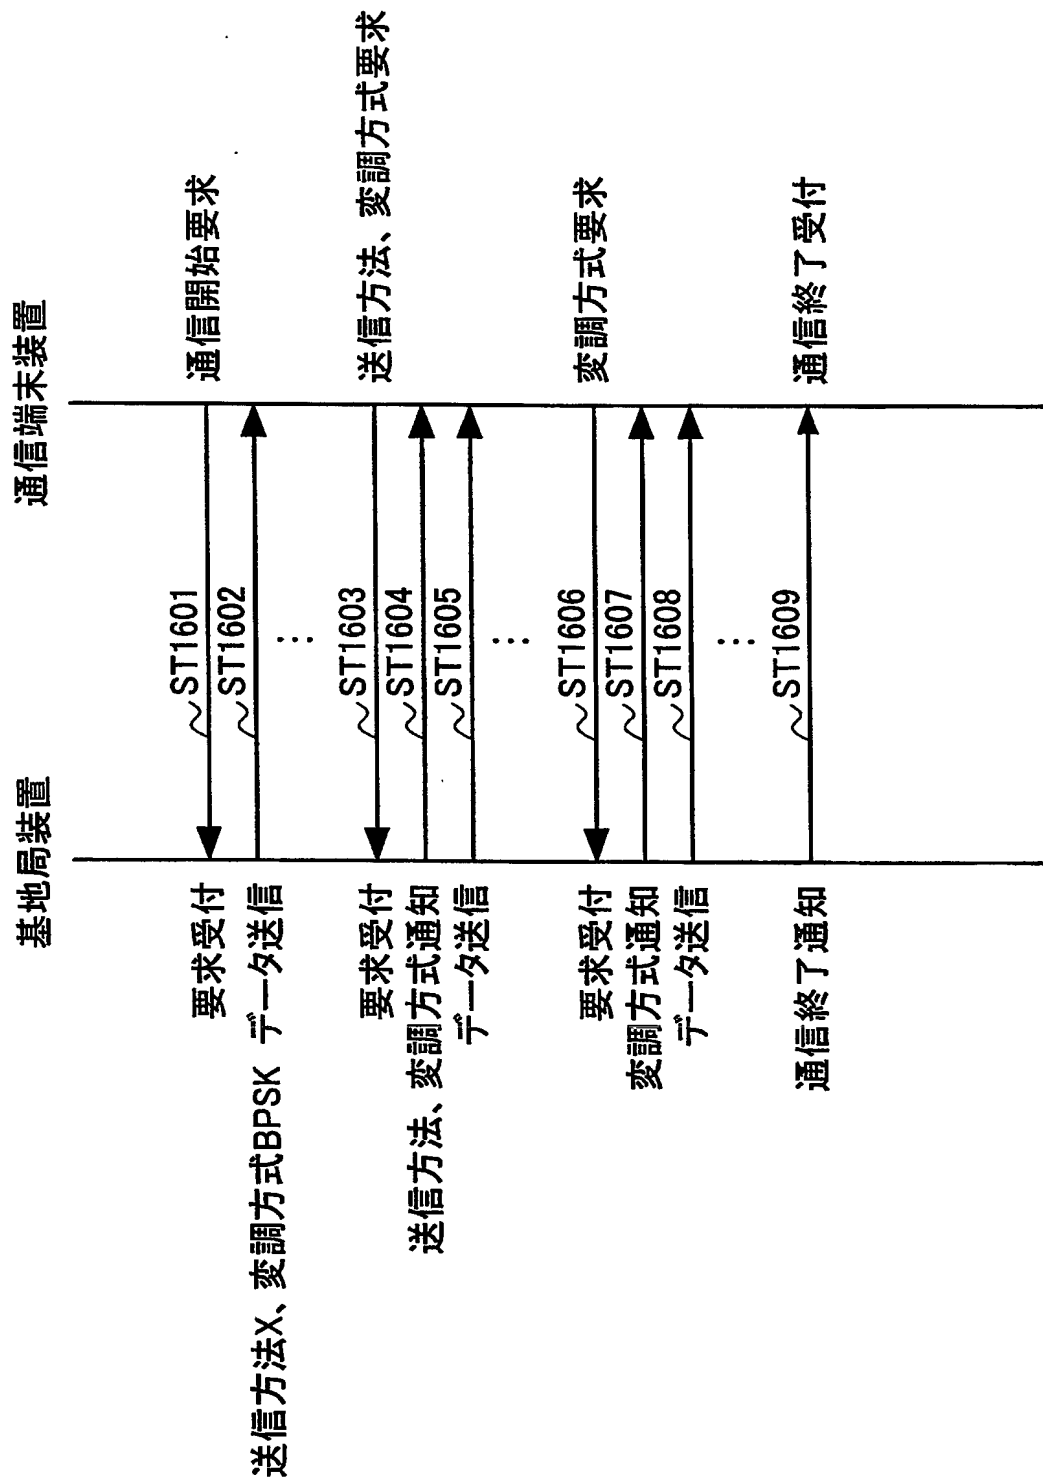 基地局装置
通信端末装置
要求受付
ST1601
通信開始要求
送信方法X、変調方式BPSK データ送信
ST1602
⋮
要求受付
ST1603
送信方法、変調方式要求
送信方法、変調方式通知
ST1604
データ送信
ST1605
⋮
要求受付
ST1606
変調方式要求
変調方式通知
ST1607
データ送信
ST1608
⋮
通信終了通知
ST1609
通信終了受付